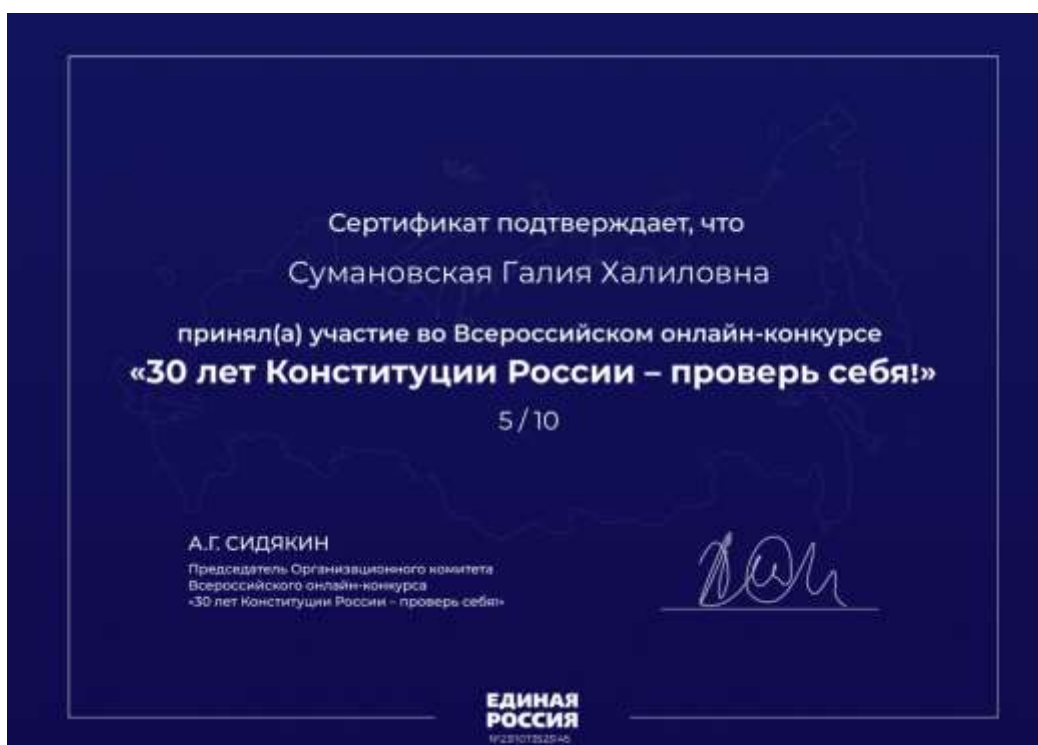 Сертификат подтверждает, что
Сумановская Галия Халиловна
принял(а) участие во Всероссийском онлайн-конкурсе
«30 лет Конституции России – проверь себя!»
5 / 10
А.Г. СИДЯКИН
Председатель Организационного комитета
Всероссийского онлайн-конкурса
«30 лет Конституции России – проверь себя!»
ЕДИНАЯ
РОССИЯ